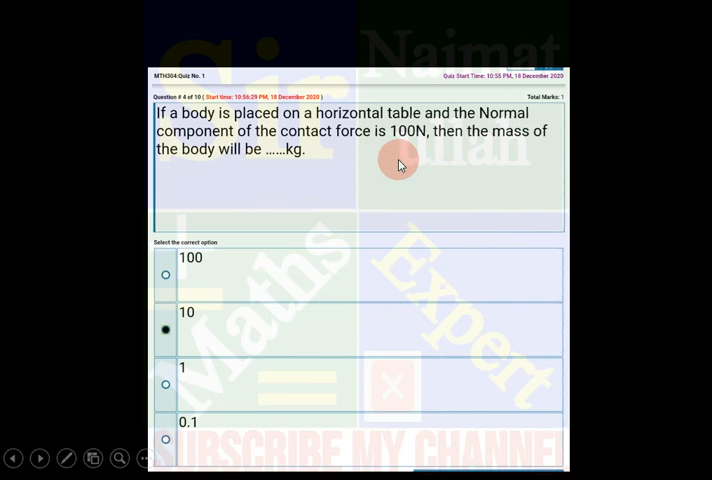 Sir
Naimat
ullah
MTH304:Quiz No. 1
Quiz Start Time: 10:55 PM, 18 December 2020
Question # 4 of 10 ( Start time: 10:56:29 PM, 18 December 2020 )
Total Marks: 1
If a body is placed on a horizontal table and the Normal
component of the contact force is 100N, then the mass of
the body will be ......kg.
Select the correct option
100
10
1
0.1
Maths
Expert
SUBSCRIBE MY CHANNEL